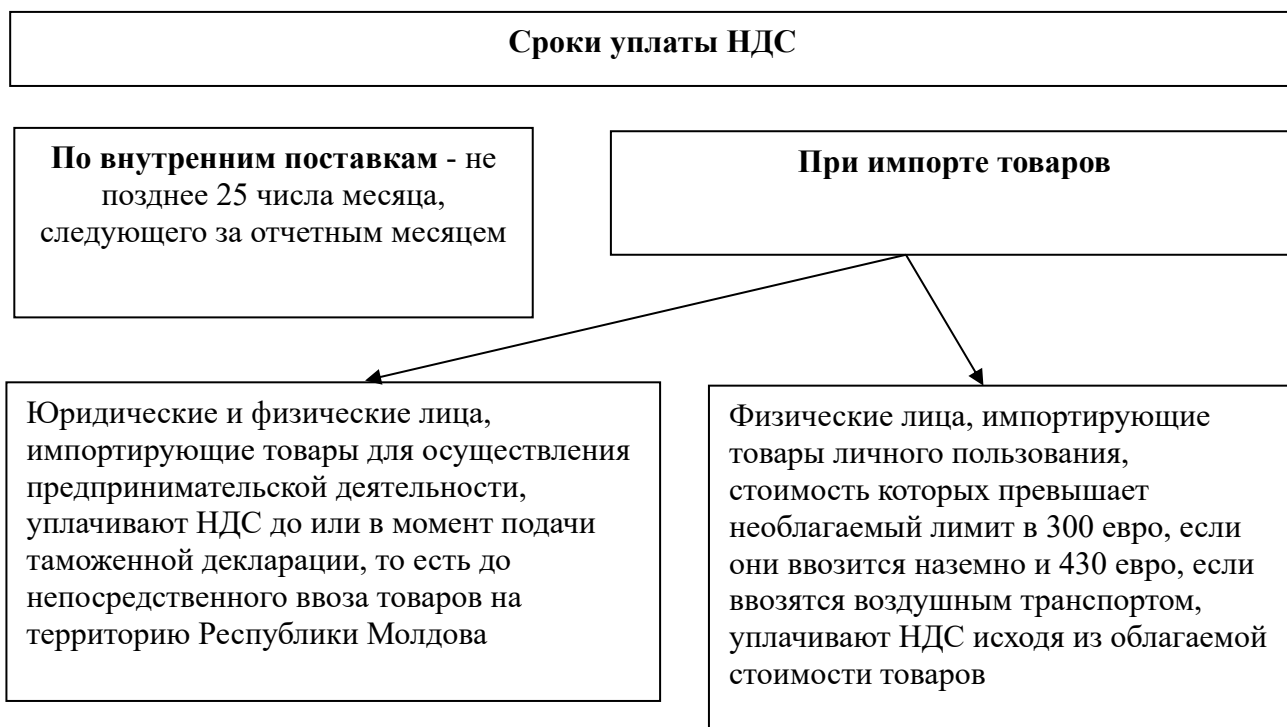 Сроки уплаты НДС
По внутренним поставкам - не
позднее 25 числа месяца,
следующего за отчетным месяцем
При импорте товаров
Юридические и физические лица,
импортирующие товары для осуществления
предпринимательской деятельности,
уплачивают НДС до или в момент подачи
таможенной декларации, то есть до
непосредственного ввоза товаров на
территорию Республики Молдова
Физические лица, импортирующие
товары личного пользования,
стоимость которых превышает
необлагаемый лимит в 300 евро, если
они ввозится наземно и 430 евро, если
ввозятся воздушным транспортом,
уплачивают НДС исходя из облагаемой
стоимости товаров